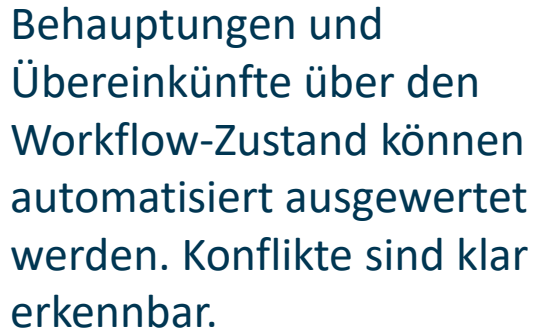 Behauptungen und
Übereinkünfte über den
Workflow-Zustand können
automatisiert ausgewertet
werden. Konflikte sind klar
erkennbar.